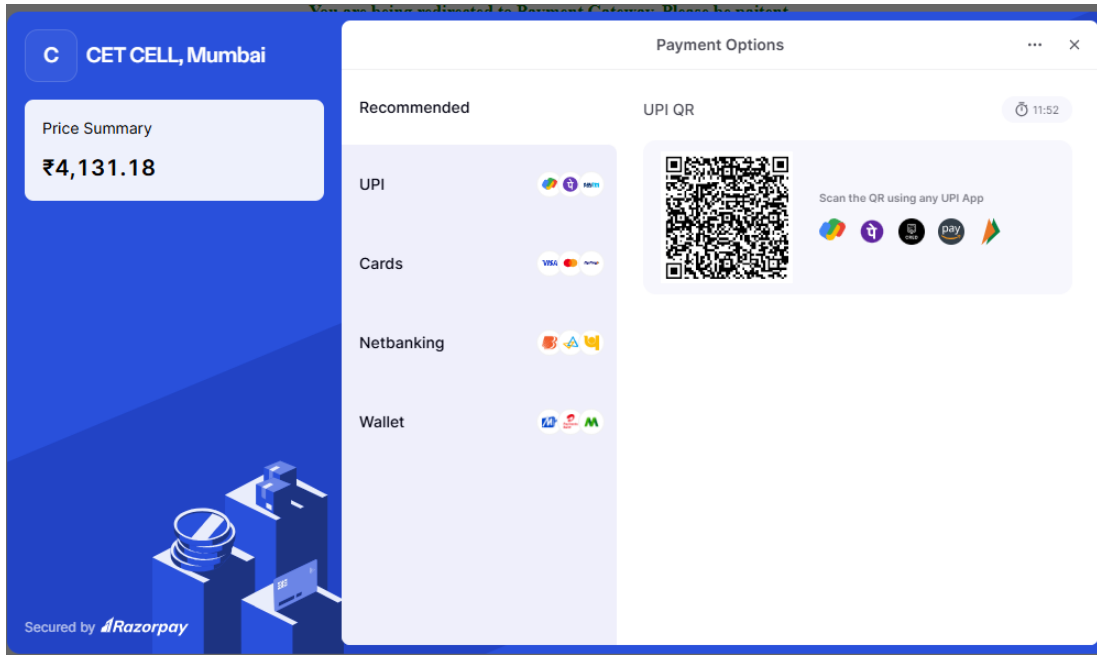 You are being redirected to Payment Gateway. Please be paitent
C CET CELL, Mumbai
Price Summary
₹4,131.18
Secured by Razorpay
Payment Options
Recommended
UPI
Cards
VISA
Netbanking
Wallet
UPI QR
11:52
Scan the QR using any UPI App
pay